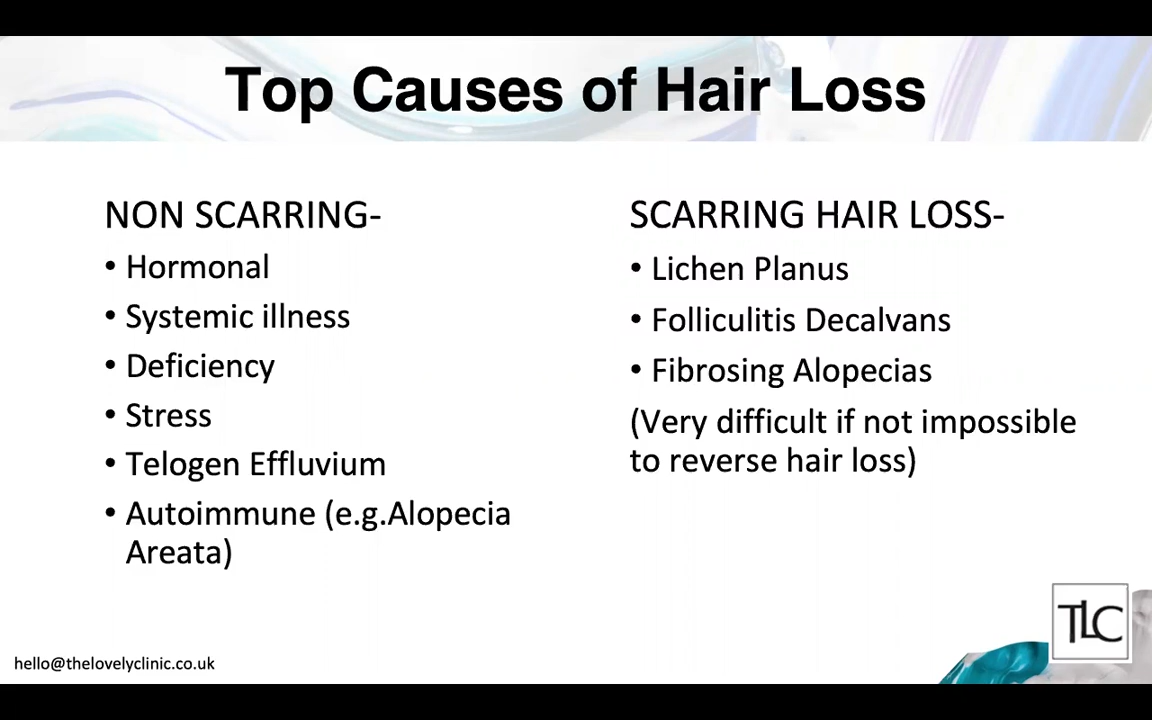 Top Causes of Hair Loss
NON SCARRING-
• Hormonal
• Systemic illness
• Deficiency
• Stress
• Telogen Effluvium
• Autoimmune (e.g.Alopecia
Areata)
SCARRING HAIR LOSS-
• Lichen Planus
• Folliculitis Decalvans
• Fibrosing Alopecias
(Very difficult if not impossible
to reverse hair loss)
TLC
hello@thelovelyclinic.co.uk